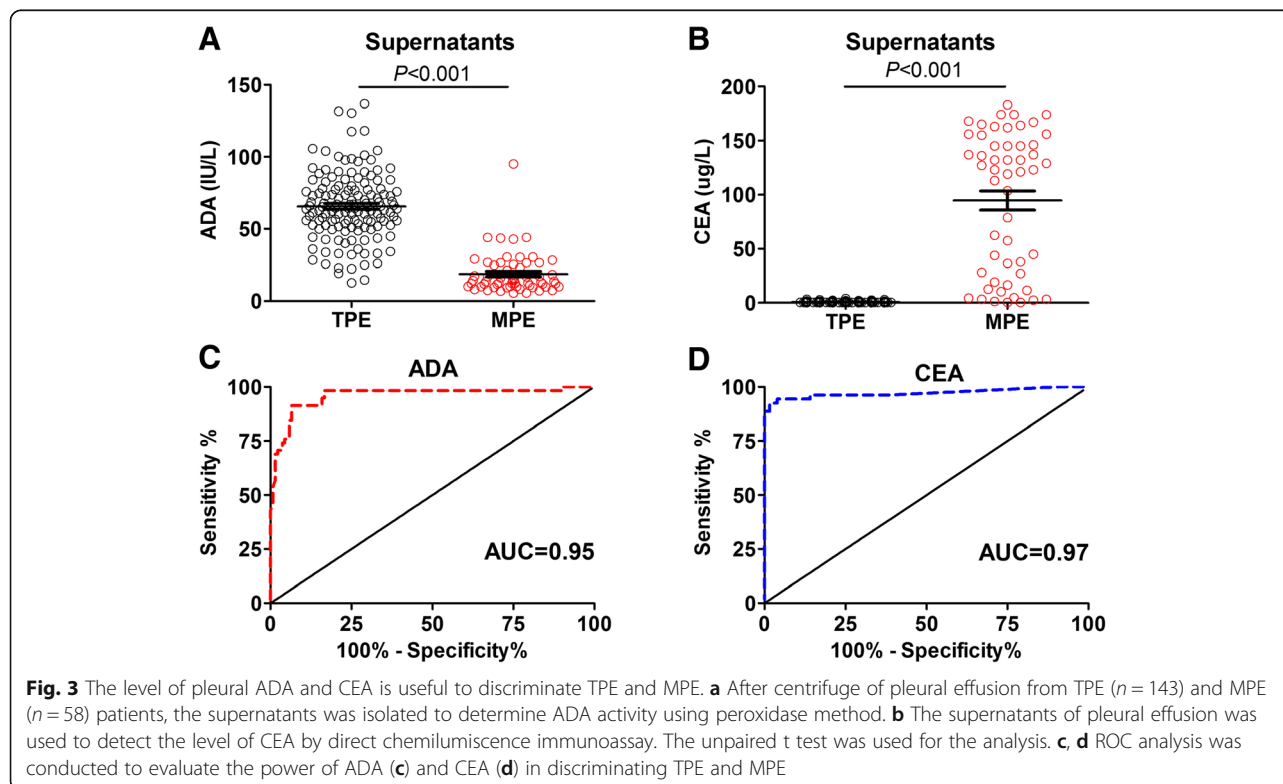 A
Supernatants
P<0.001
150
100
50
0
ADA (IU/L)
TPE
MPE
B
Supernatants
P<0.001
200
150
100
50
0
CEA (ug/L)
TPE
MPE
C
ADA
100
75
50
25
0
Sensitivity %
AUC=0.95
0
25
50
75
100
100% - Specificity%
D
CEA
100
75
50
25
0
Sensitivity %
AUC=0.97
0
25
50
75
100
100% - Specificity%
Fig. 3 The level of pleural ADA and CEA is useful to discriminate TPE and MPE. a After centrifuge of pleural effusion from TPE (n = 143) and MPE
(n = 58) patients, the supernatants was isolated to determine ADA activity using peroxidase method. b The supernatants of pleural effusion was
used to detect the level of CEA by direct chemilumiscence immunoassay. The unpaired t test was used for the analysis. c, d ROC analysis was
conducted to evaluate the power of ADA (c) and CEA (d) in discriminating TPE and MPE